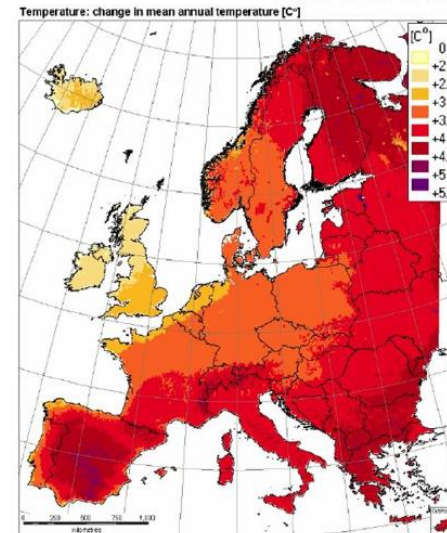 Temperature: change in mean annual temperature [C°]
[C°]
0
+2
+2.
+3
+3.
+4
+4.
+5
+5.
0 250 500 750 1,000
kilometres